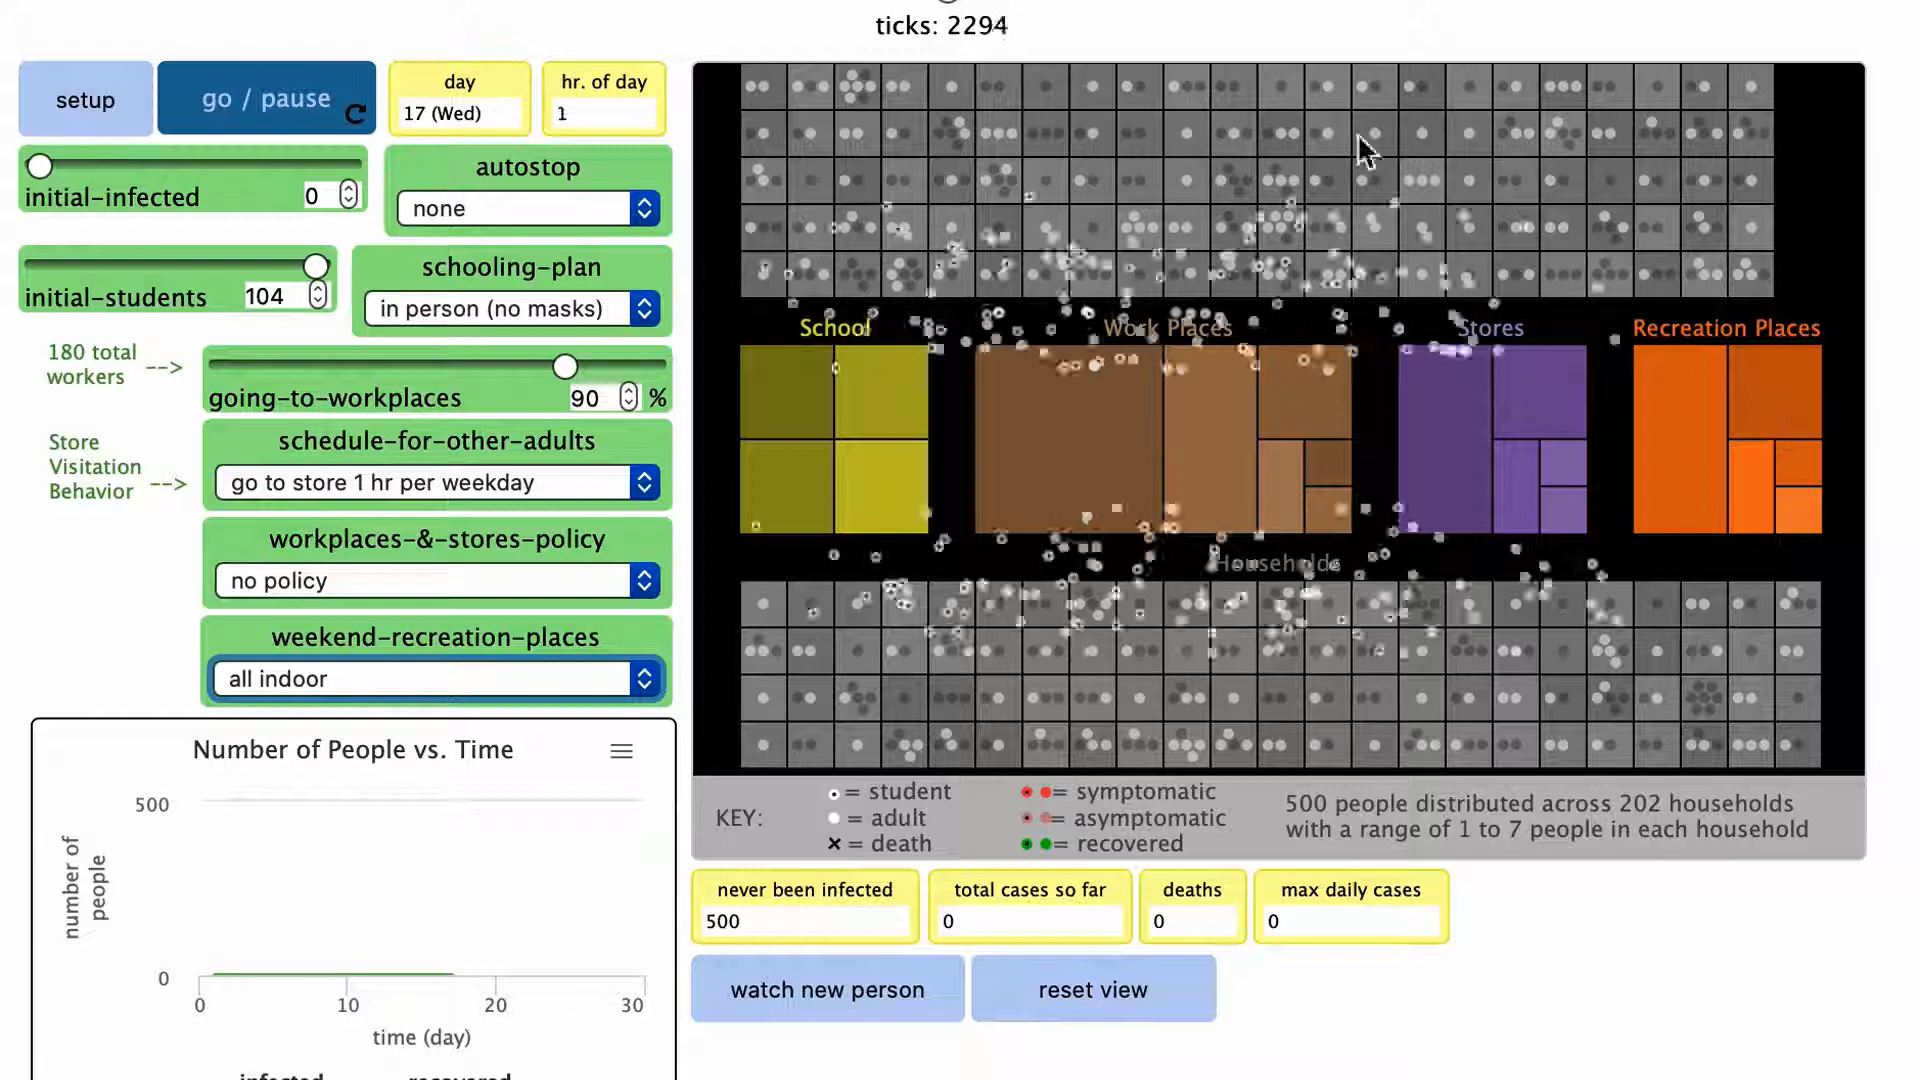 ticks: 2294
setup
go / pause
day
17 (Wed)
hr. of day
1
initial-infected 0
autostop
none
initial-students 104
schooling-plan
in person (no masks)
180 total
workers -->
going-to-workplaces 90 %
Store
Visitation
Behavior -->
schedule-for-other-adults
go to store 1 hr per weekday
workplaces-&-stores-policy
no policy
weekend-recreation-places
all indoor
Number of People vs. Time
500
number of
people
0
0 10 20 30
time (day)
infected recovered
School Work Places Stores Recreation Places
Households
KEY:
= student
= adult
= death
= symptomatic
= asymptomatic
= recovered
500 people distributed across 202 households
with a range of 1 to 7 people in each household
never been infected
500
total cases so far
0
deaths
0
max daily cases
0
watch new person
reset view